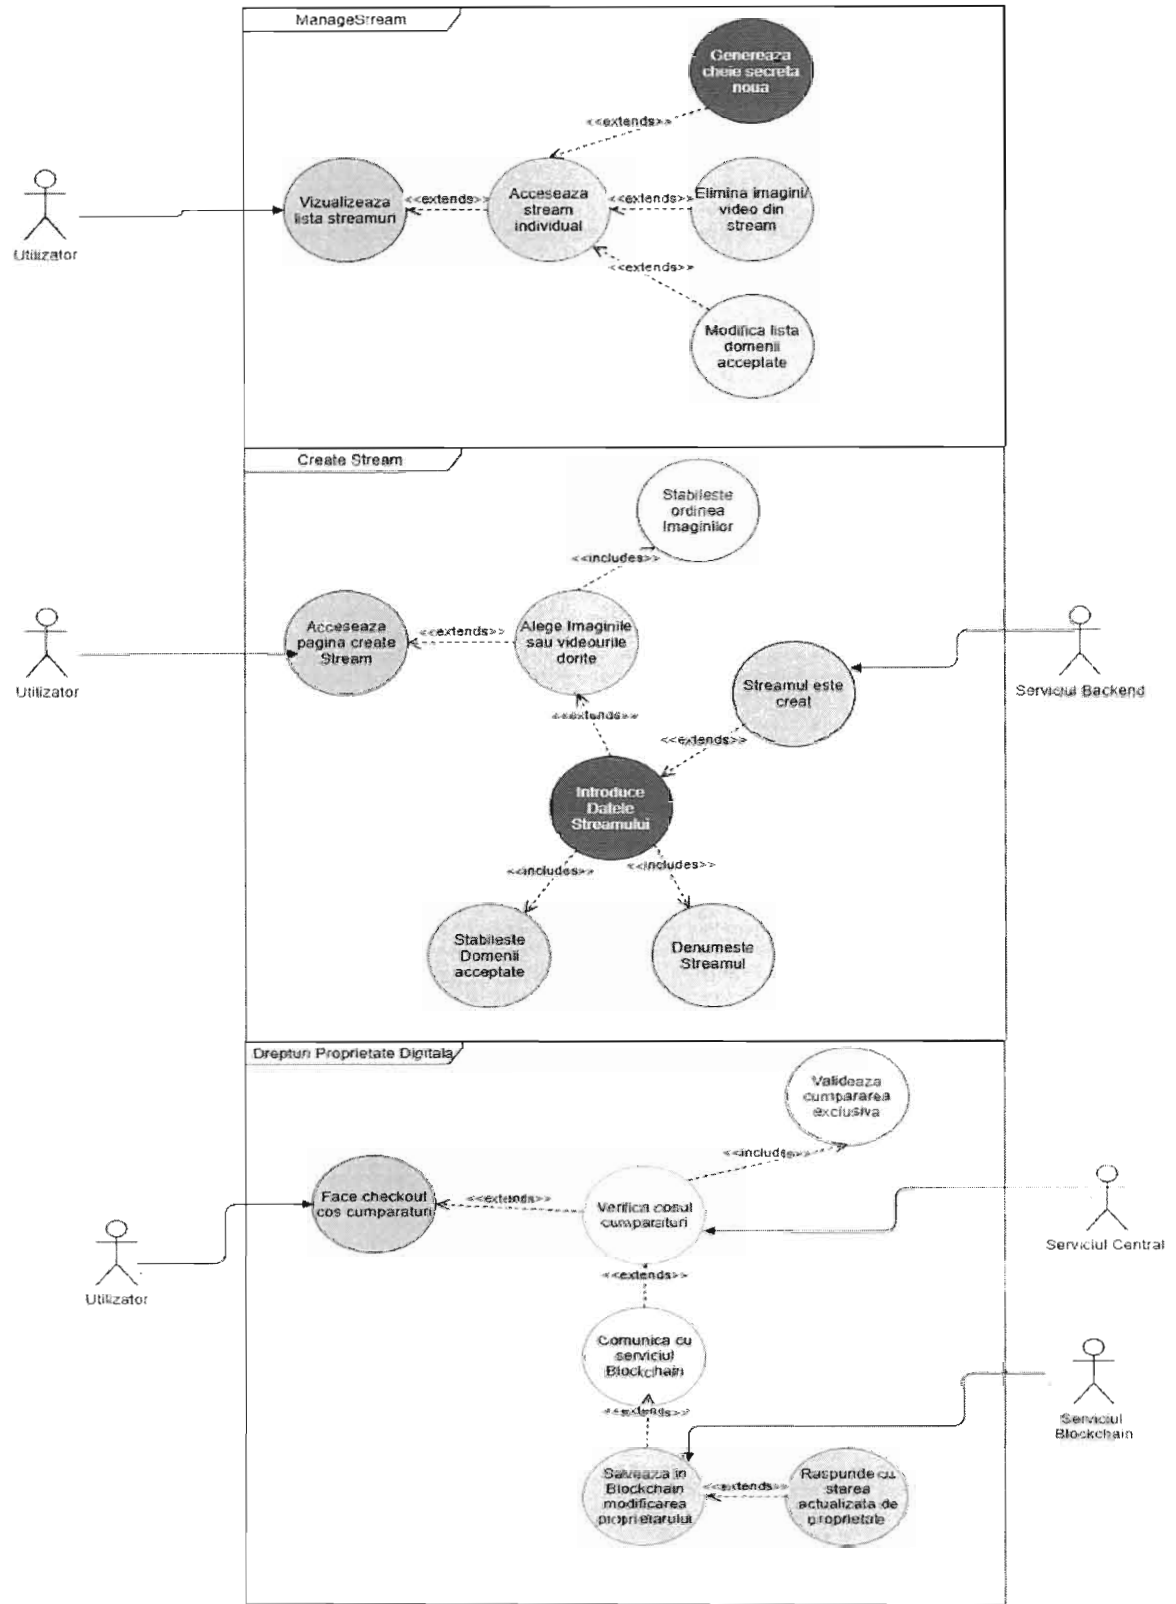 ManageStream
Genereaza
cheie secreta
noua
<<extends>>
Vizualizeaza
lista streamuri
<<extends>>
Acceseaza
stream
individual
<<extends>>
Elimina imagini/
video din
stream
Utilizator
<<extends>>
Modifica lista
domenii
acceptate
Create Stream
Stabileste
ordinea
Imaginilor
<<includes>>
Acceseaza
pagina create
Stream
<<extends>>
Alege Imaginile
sau videourile
dorite
Utilizator
Streamul este
creat
Serviciul Backend
<<extends>>
<<extends>>
Introduce
Datele
Streamului
<<includes>>
<<includes>>
Stabileste
Domenii
acceptate
Denumeste
Streamul
Drepturi Proprietate Digitala
Valideaza
cumpararea
exclusiva
<<includes>>
Face checkout
cos cumparaturi
<<extends>>
Verifica cosul
cumparaturi
Serviciul Central
Utilizator
<<extends>>
Comunica cu
serviciul
Blockchain
<<extends>>
Serviciul
Blockchain
Salveaza in
Blockchain
modificarea
proprietarului
<<extends>>
Raspunde cu
starea
actualizata de
proprietate